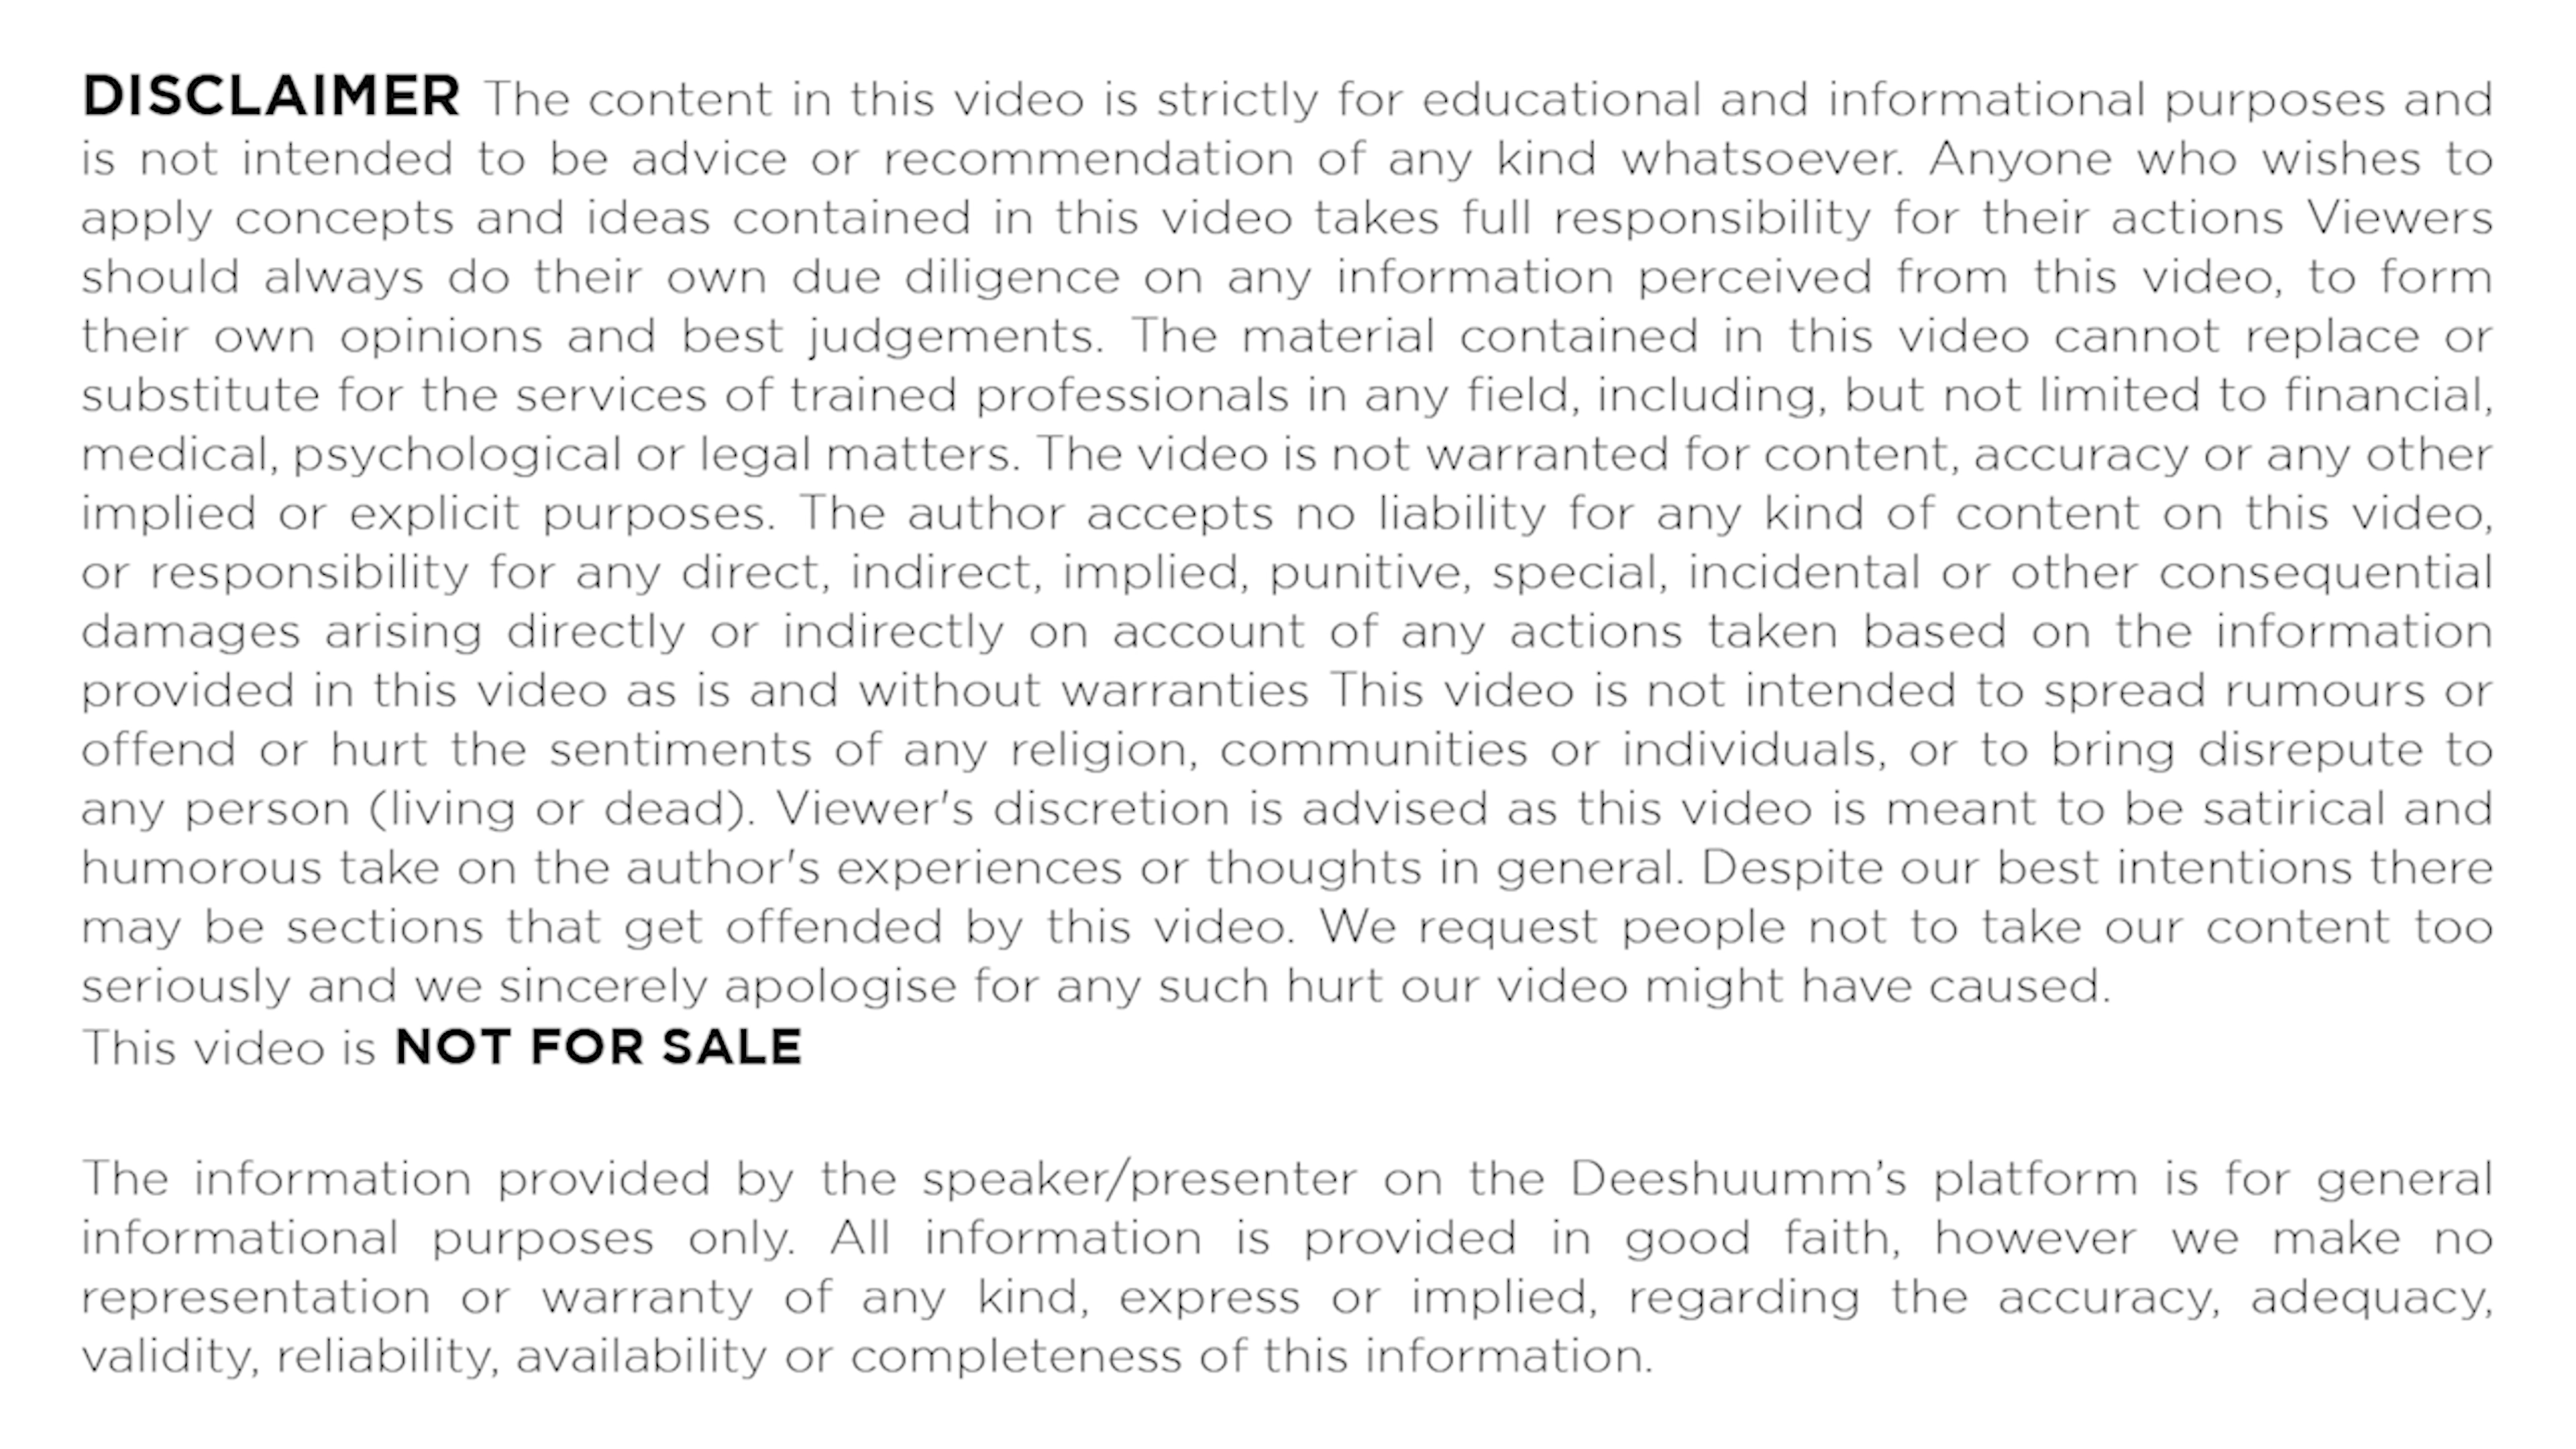 DISCLAIMER The content in this video is strictly for educational and informational purposes and
is not intended to be advice or recommendation of any kind whatsoever. Anyone who wishes to
apply concepts and ideas contained in this video takes full responsibility for their actions Viewers
should always do their own due diligence on any information perceived from this video, to form
their own opinions and best judgements. The material contained in this video cannot replace or
substitute for the services of trained professionals in any field, including, but not limited to financial,
medical, psychological or legal matters. The video is not warranted for content, accuracy or any other
implied or explicit purposes. The author accepts no liability for any kind of content on this video,
or responsibility for any direct, indirect, implied, punitive, special, incidental or other consequential
damages arising directly or indirectly on account of any actions taken based on the information
provided in this video as is and without warranties This video is not intended to spread rumours or
offend or hurt the sentiments of any religion, communities or individuals, or to bring disrepute to
any person (living or dead). Viewer's discretion is advised as this video is meant to be satirical and
humorous take on the author's experiences or thoughts in general. Despite our best intentions there
may be sections that get offended by this video. We request people not to take our content too
seriously and we sincerely apologise for any such hurt our video might have caused.
This video is NOT FOR SALE
The information provided by the speaker/presenter on the Deeshuumm’s platform is for general
informational purposes only. All information is provided in good faith, however we make no
representation or warranty of any kind, express or implied, regarding the accuracy, adequacy,
validity, reliability, availability or completeness of this information.